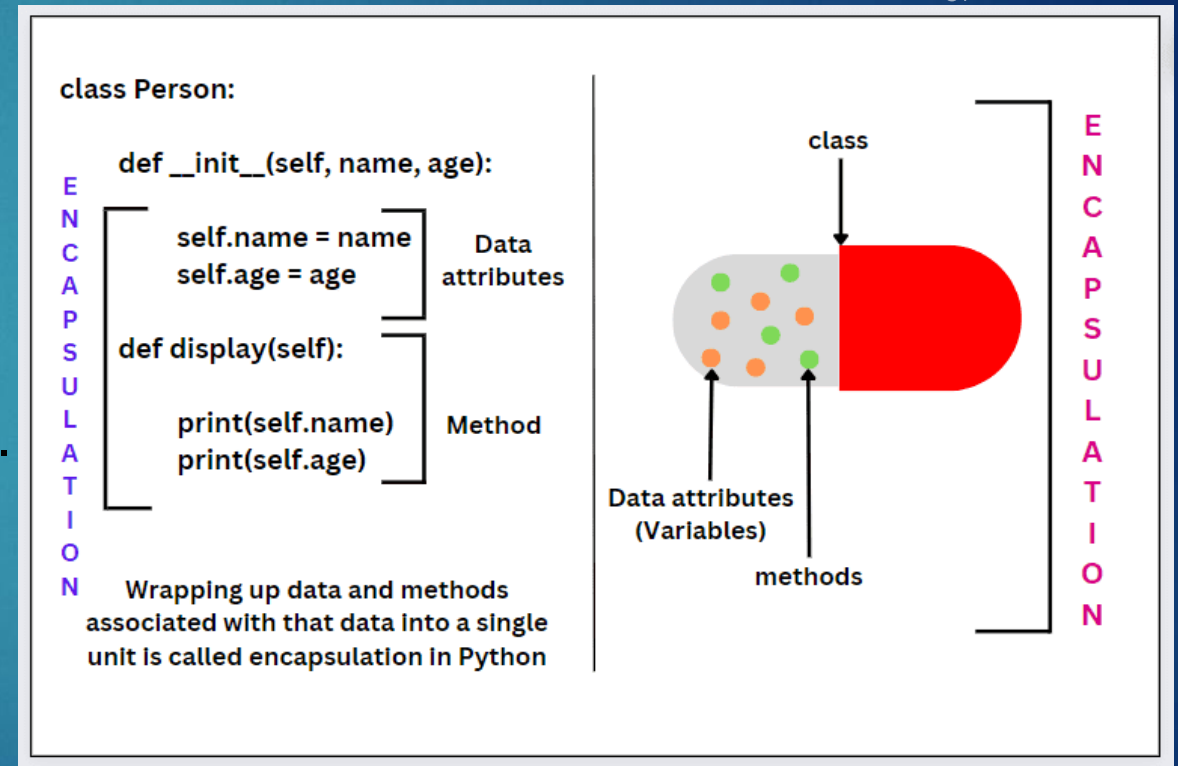 class Person:
def __init__(self, name, age):
self.name = name
self.age = age
Data
attributes
def display(self):
print(self.name)
print(self.age)
Method
ENCAPSULATION
Wrapping up data and methods
associated with that data into a single
unit is called encapsulation in Python
class
Data attributes
(Variables)
methods
ENCAPSULATION